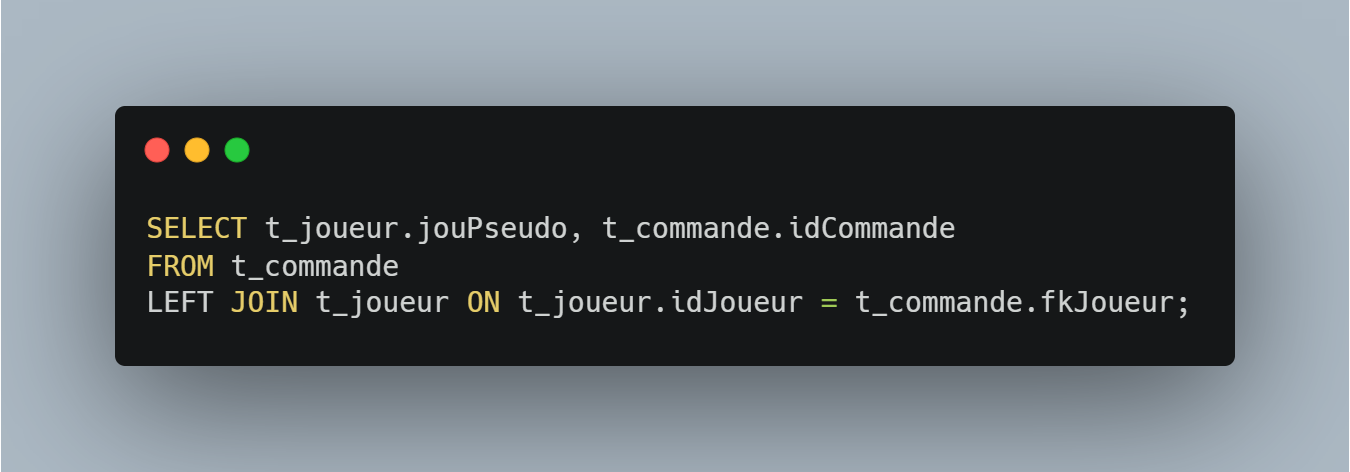 SELECT t_joueur.jouPseudo, t_commande.idCommande
FROM t_commande
LEFT JOIN t_joueur ON t_joueur.idJoueur = t_commande.fkJoueur;